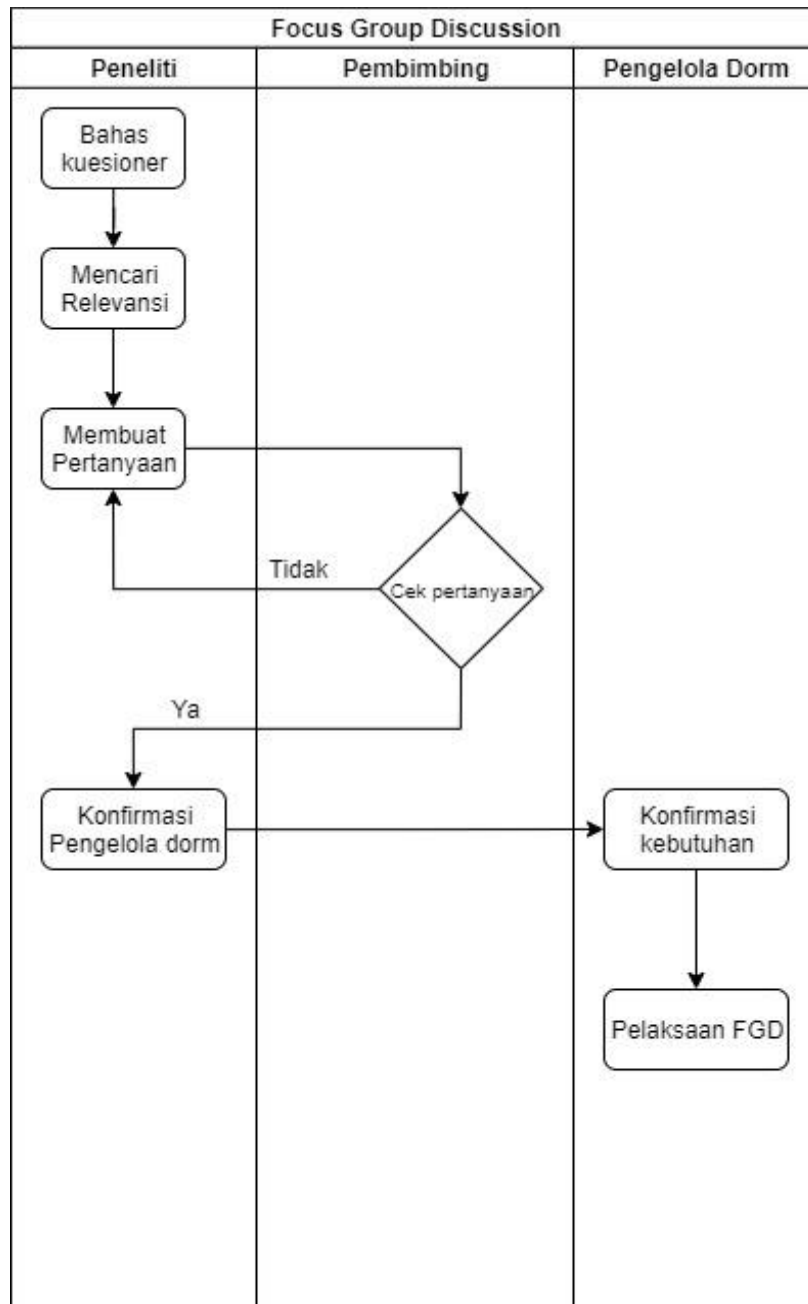 Focus Group Discussion
Peneliti
Pembimbing
Pengelola Dorm
Bahas
kuesioner
Mencari
Relevansi
Membuat
Pertanyaan
Tidak
Cek pertanyaan
Ya
Konfirmasi
Pengelola dorm
Konfirmasi
kebutuhan
Pelaksaan FGD